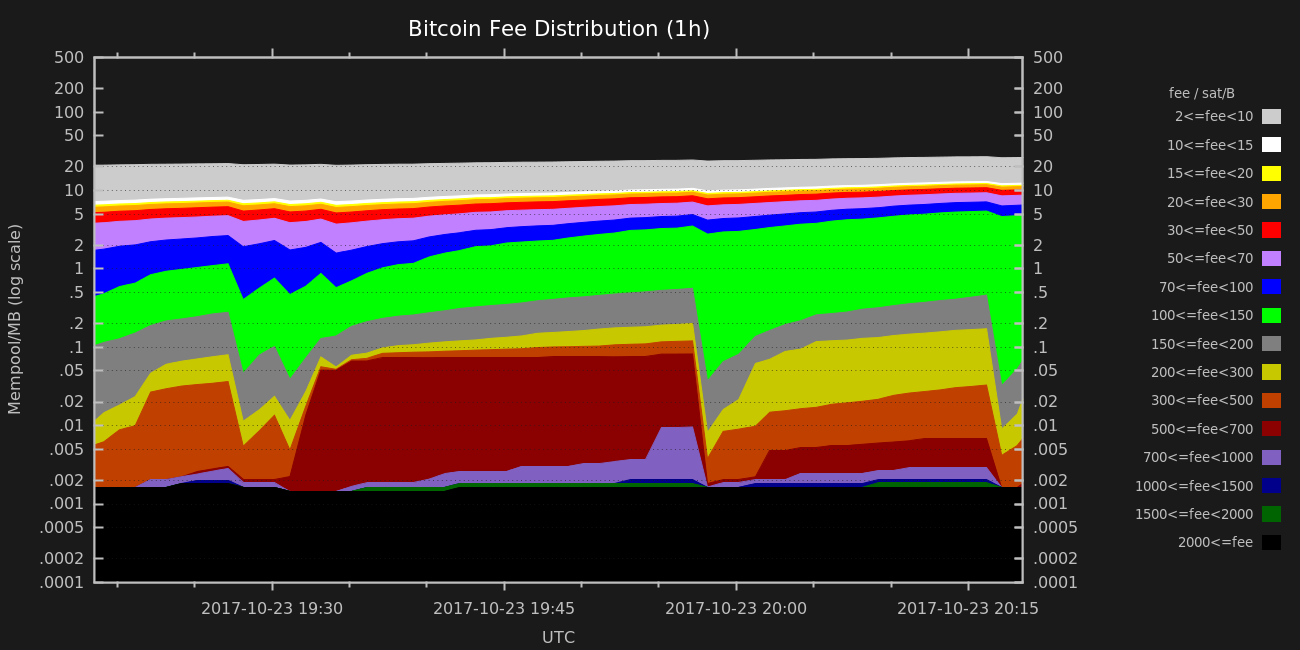 Bitcoin Fee Distribution (1h)
Mempool/MB (log scale)
500
200
100
50
20
10
5
2
1
.5
.2
.1
.05
.02
.01
.005
.002
.001
.0005
.0002
.0001
500
200
100
50
20
10
5
2
1
.5
.2
.1
.05
.02
.01
.005
.002
.001
.0005
.0002
.0001
2017-10-23 19:30
2017-10-23 19:45
2017-10-23 20:00
2017-10-23 20:15
UTC
fee / sat/B
2<=fee<10
10<=fee<15
15<=fee<20
20<=fee<30
30<=fee<50
50<=fee<70
70<=fee<100
100<=fee<150
150<=fee<200
200<=fee<300
300<=fee<500
500<=fee<700
700<=fee<1000
1000<=fee<1500
1500<=fee<2000
2000<=fee